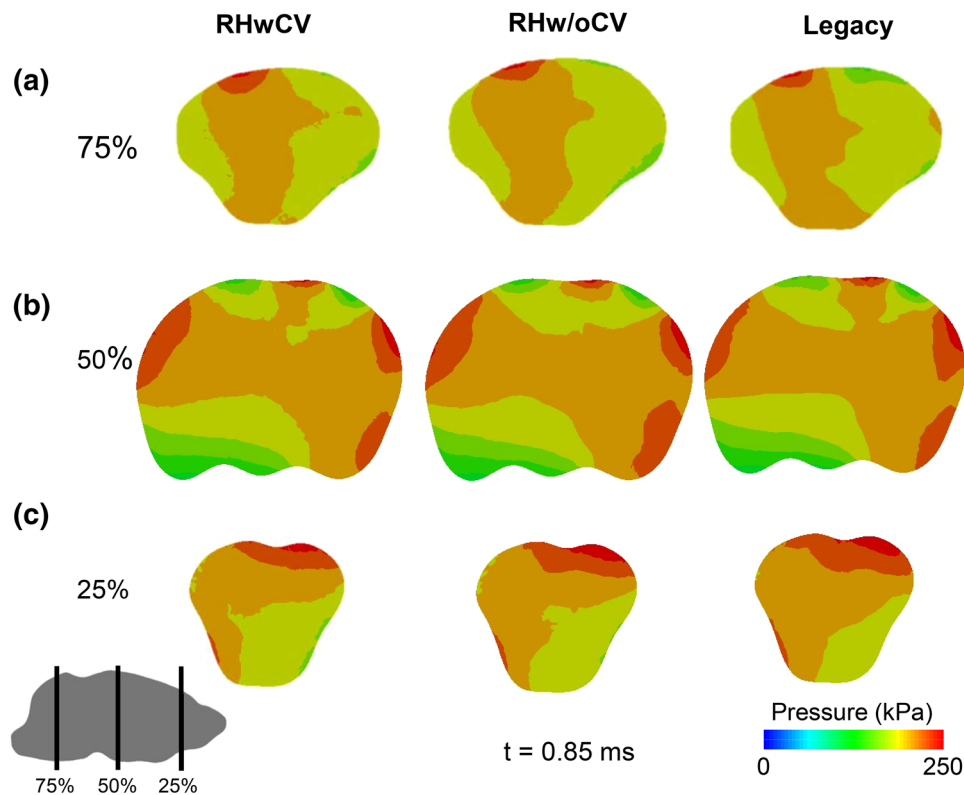 RHwCV RHw/oCV Legacy
(a)
75%
(b)
50%
(c)
25%
75% 50% 25%
t = 0.85 ms
Pressure (kPa)
0 250